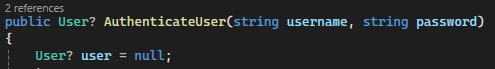 2 references
public User? AuthenticateUser(string username, string password)
{
User? user = null;